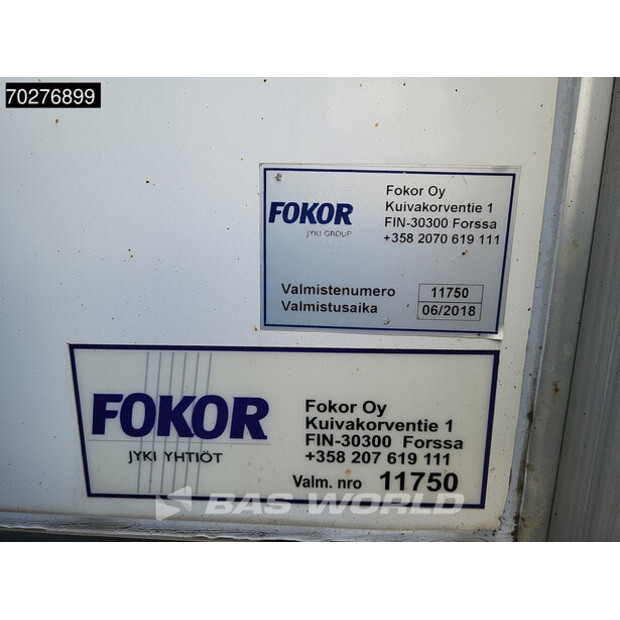 70276899
FOKOR
JYKI GROUP
Fokor Oy
Kuivakorventie 1
FIN-30300 Forssa
+358 2070 619 111
Valmistenumero 11750
Valmistusaika 06/2018
FOKOR
JYKI YHTIÖT
Fokor Oy
Kuivakorventie 1
FIN-30300 Forssa
+358 207 619 111
Valm. nro 11750
BAS WORLD